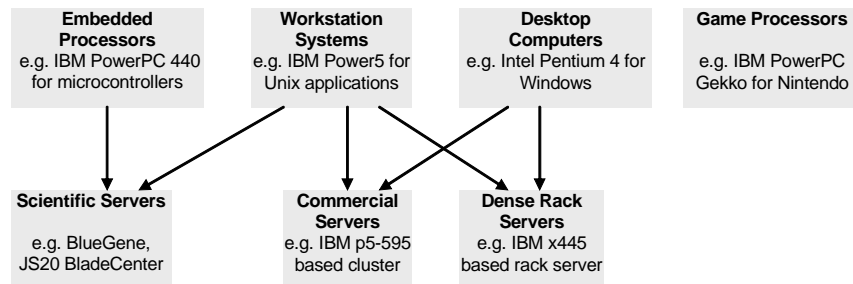 Embedded
Processors
e.g. IBM PowerPC 440
for microcontrollers
Workstation
Systems
e.g. IBM Power5 for
Unix applications
Desktop
Computers
e.g. Intel Pentium 4 for
Windows
Game Processors
e.g. IBM PowerPC
Gekko for Nintendo
Scientific Servers
e.g. BlueGene,
JS20 BladeCenter
Commercial
Servers
e.g. IBM p5-595
based cluster
Dense Rack
Servers
e.g. IBM x445
based rack server